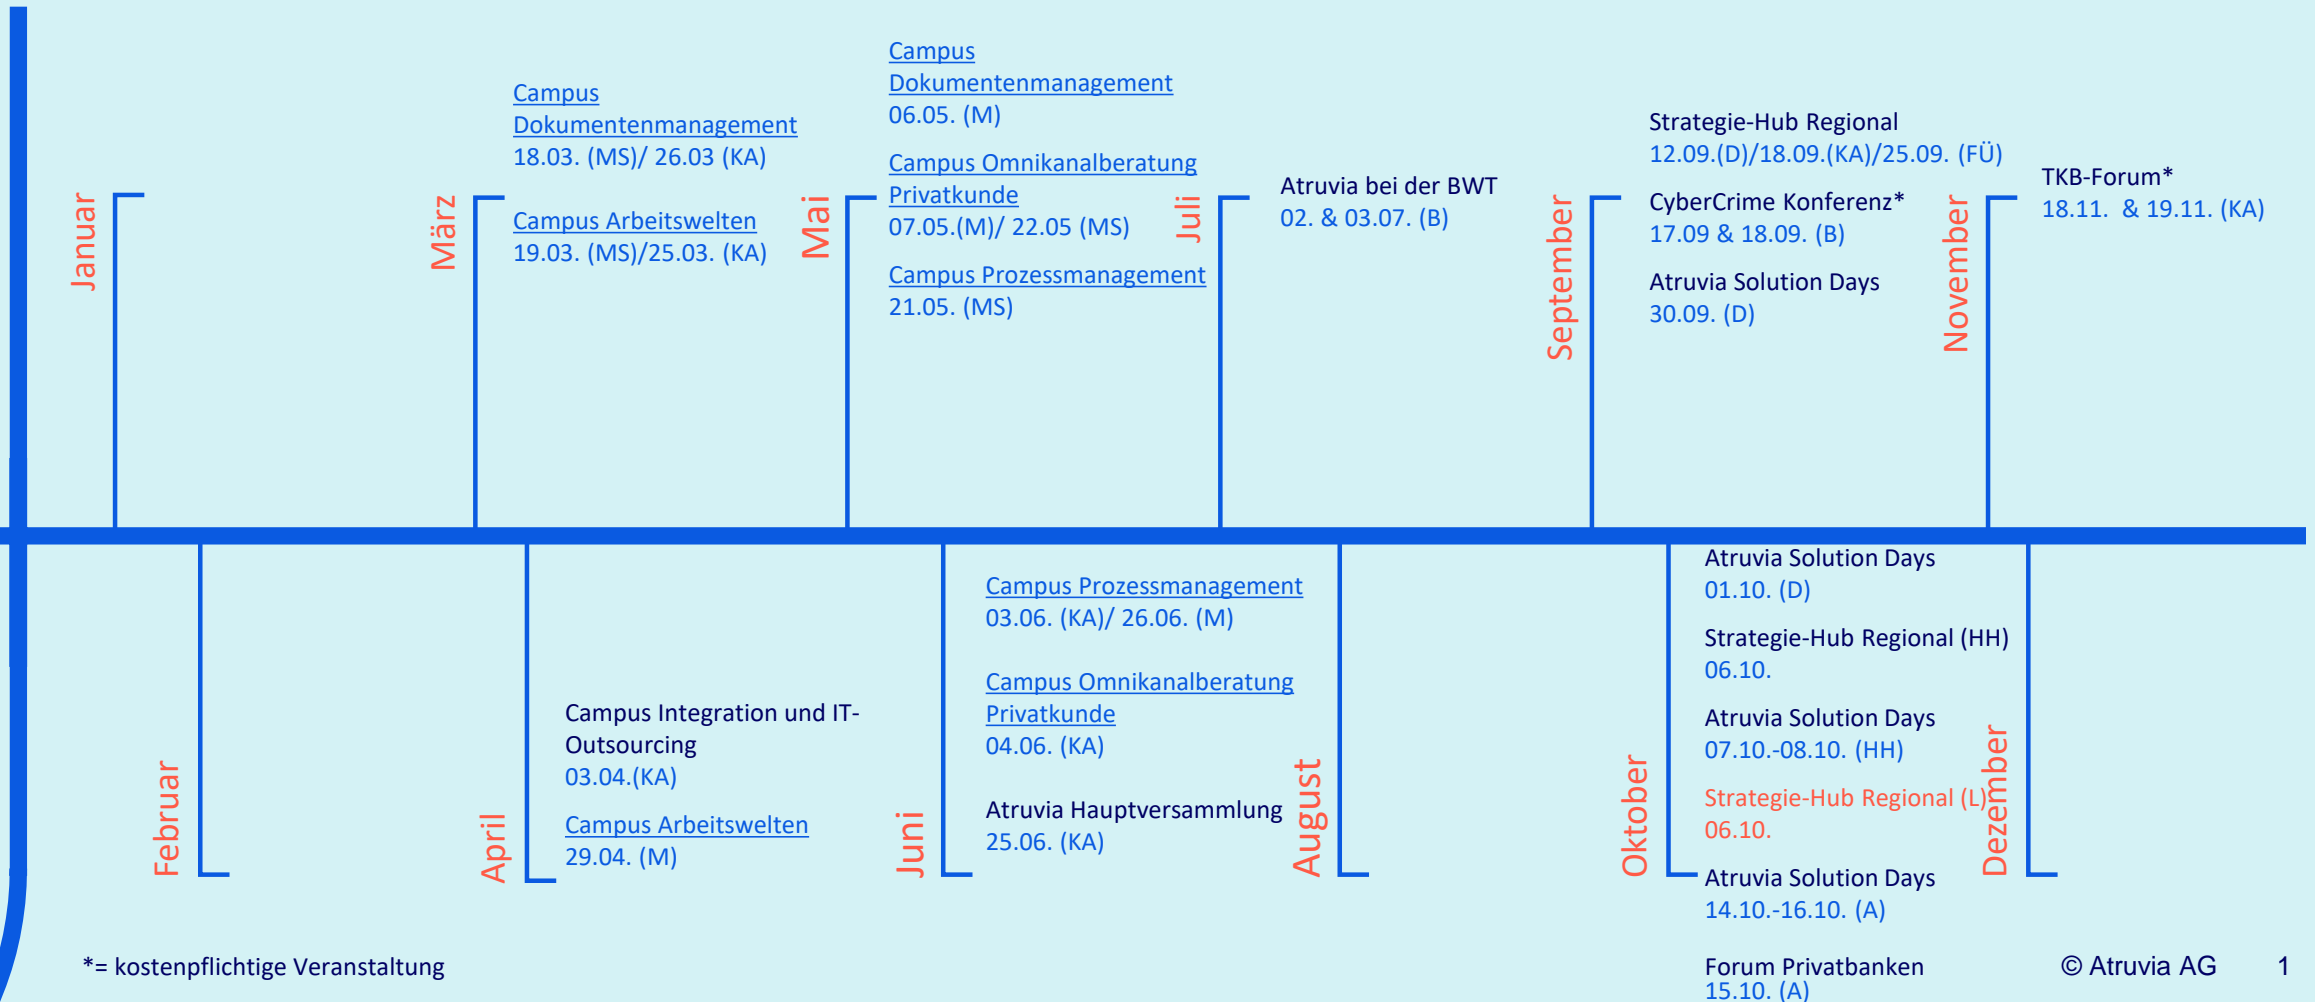 Januar
März
Campus
Dokumentenmanagement
18.03. (MS)/ 26.03 (KA)
Campus Arbeitswelten
19.03. (MS)/25.03. (KA)
Mai
Campus
Dokumentenmanagement
06.05. (M)
Campus Omnikanalberatung
Privatkunde
07.05.(M)/ 22.05 (MS)
Campus Prozessmanagement
21.05. (MS)
Juli
Atruvia bei der BWT
02. & 03.07. (B)
September
Strategie-Hub Regional
12.09.(D)/18.09.(KA)/25.09. (FÜ)
CyberCrime Konferenz*
17.09 & 18.09. (B)
Atruvia Solution Days
30.09. (D)
November
TKB-Forum*
18.11. & 19.11. (KA)
Februar
April
Campus Integration und IT-
Outsourcing
03.04.(KA)
Campus Arbeitswelten
29.04. (M)
Juni
Campus Prozessmanagement
03.06. (KA)/ 26.06. (M)
Campus Omnikanalberatung
Privatkunde
04.06. (KA)
Atruvia Hauptversammlung
25.06. (KA)
August
Oktober
Atruvia Solution Days
01.10. (D)
Strategie-Hub Regional (HH)
06.10.
Atruvia Solution Days
07.10.-08.10. (HH)
Strategie-Hub Regional (L)
06.10.
Atruvia Solution Days
14.10.-16.10. (A)
Forum Privatbanken
15.10. (A)
Dezember
*= kostenpflichtige Veranstaltung
© Atruvia AG 1